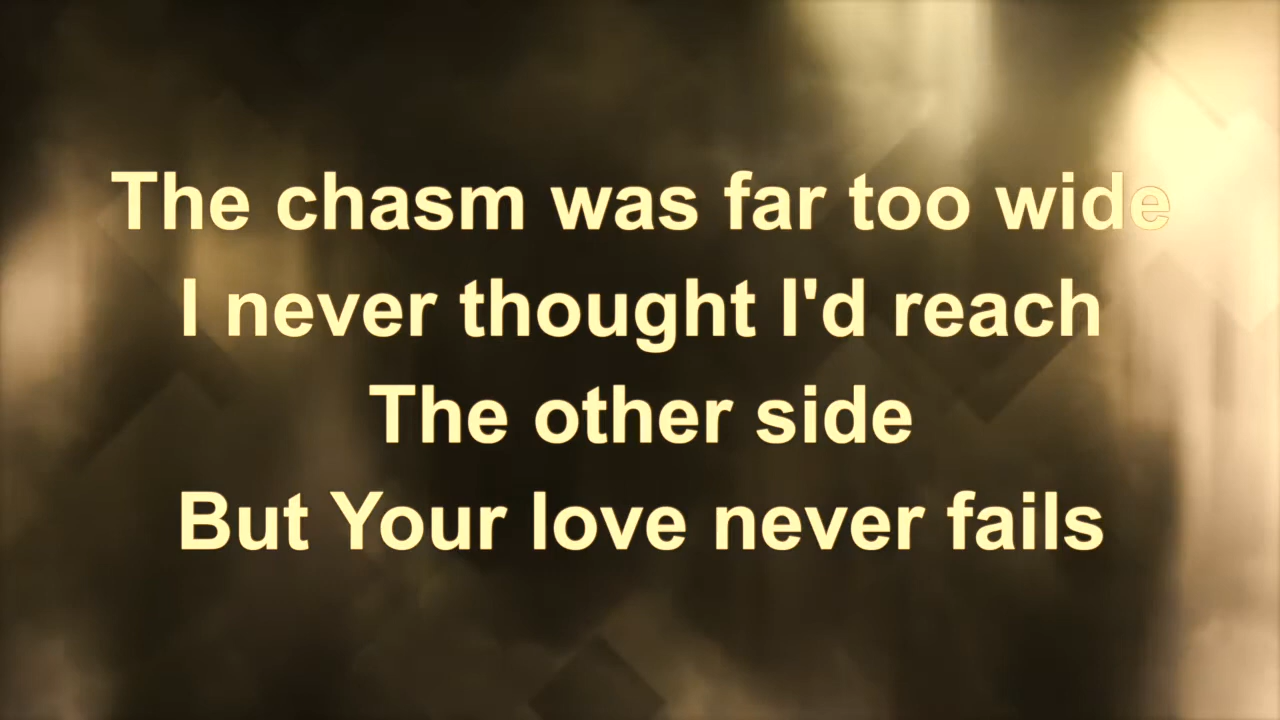 The chasm was far too wide
I never thought I'd reach
The other side
But Your love never fails